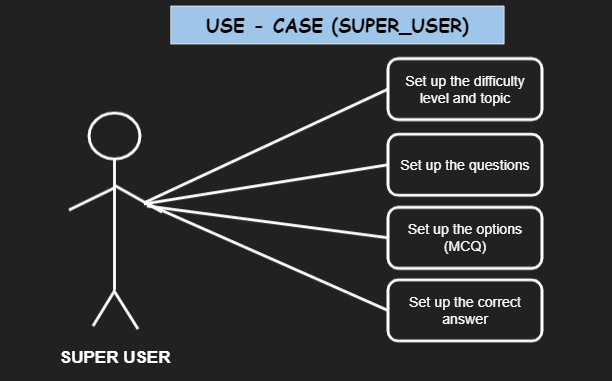 USE - CASE (SUPER_USER)
Set up the difficulty
level and topic
Set up the questions
Set up the options
(MCQ)
Set up the correct
answer
SUPER USER